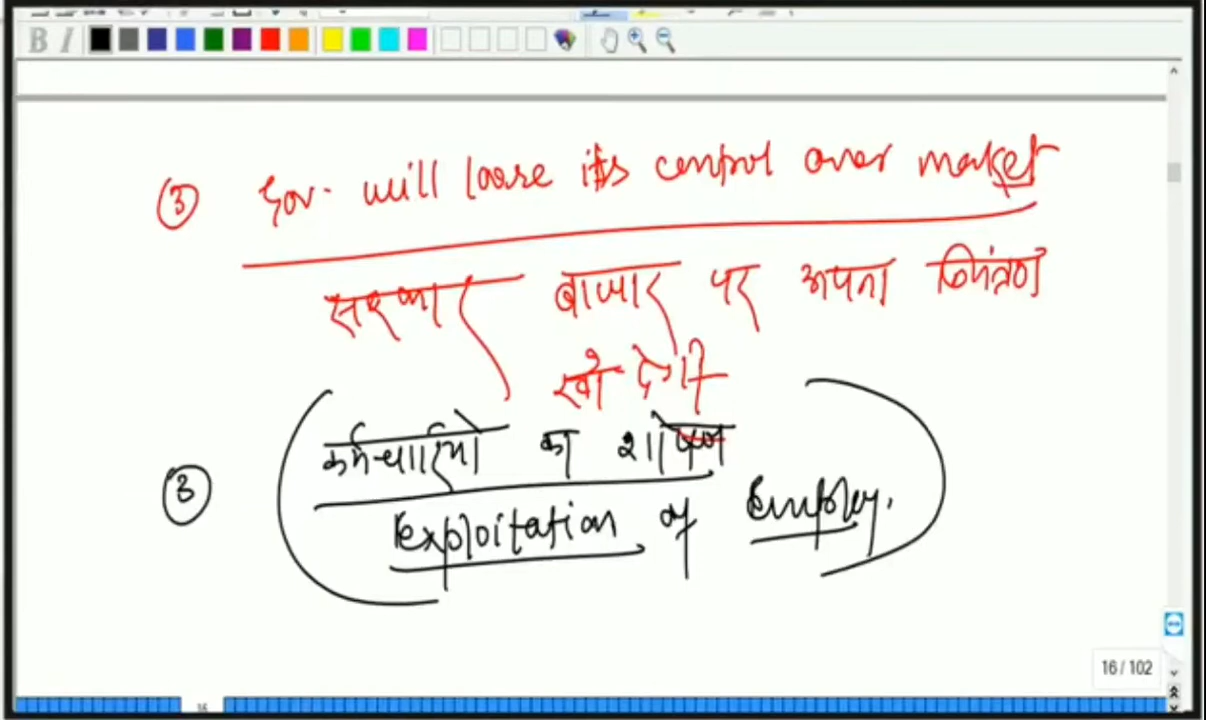 B I
③ Gov. will loose its control over market
सरकार बाजार पर अपना नियंत्रण
खो देगी
③ कर्मचारियों का शोषण
Exploitation of Employ.
16 / 102
16